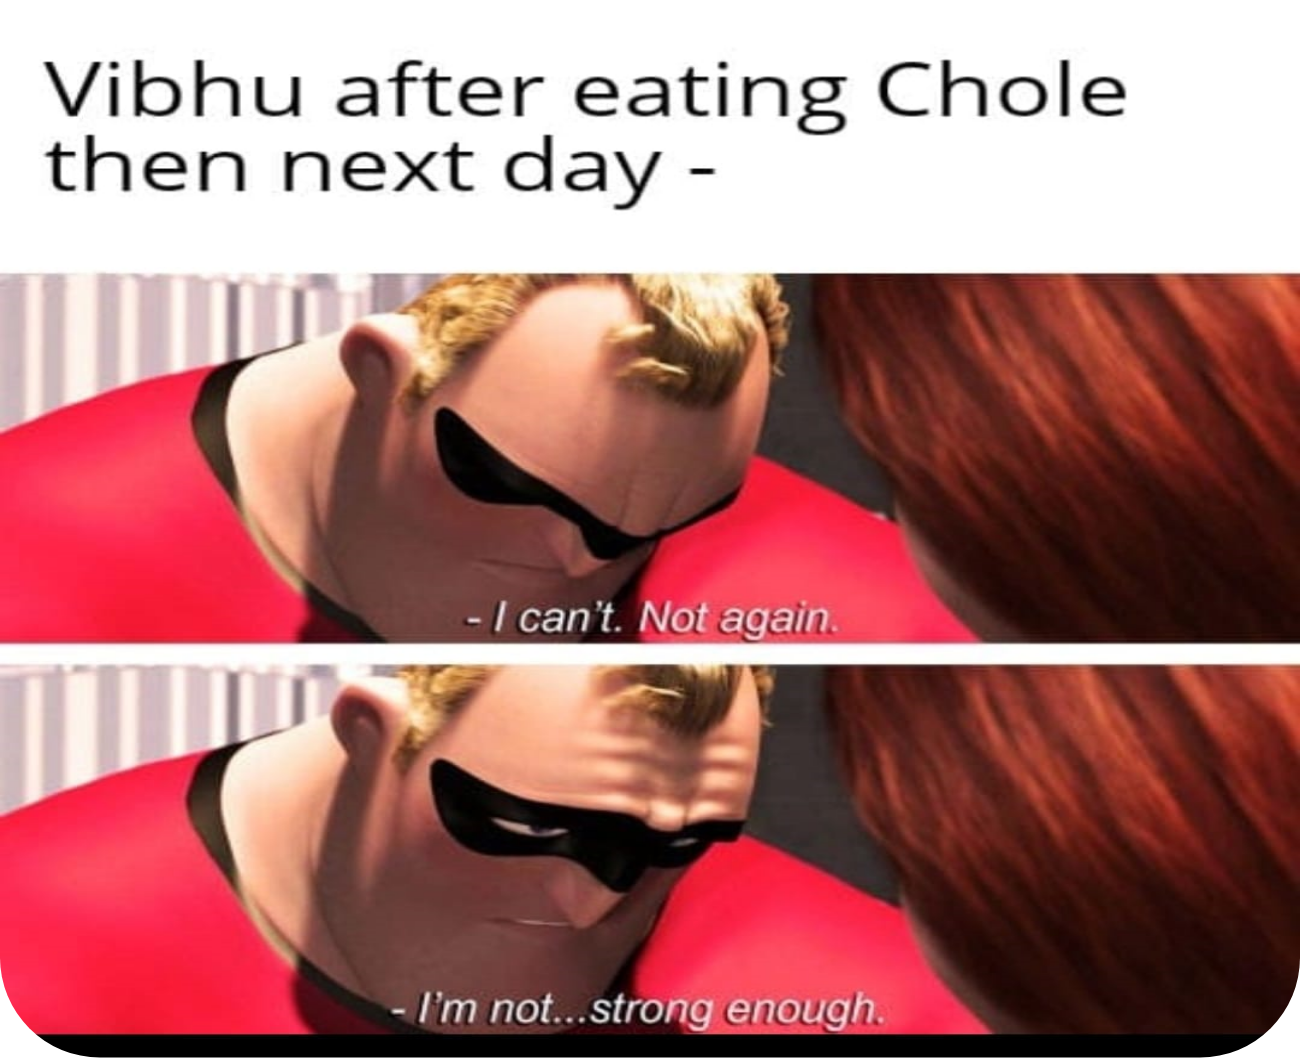 Vibhu after eating Chole
then next day -
- I can't. Not again.
- I'm not...strong enough.